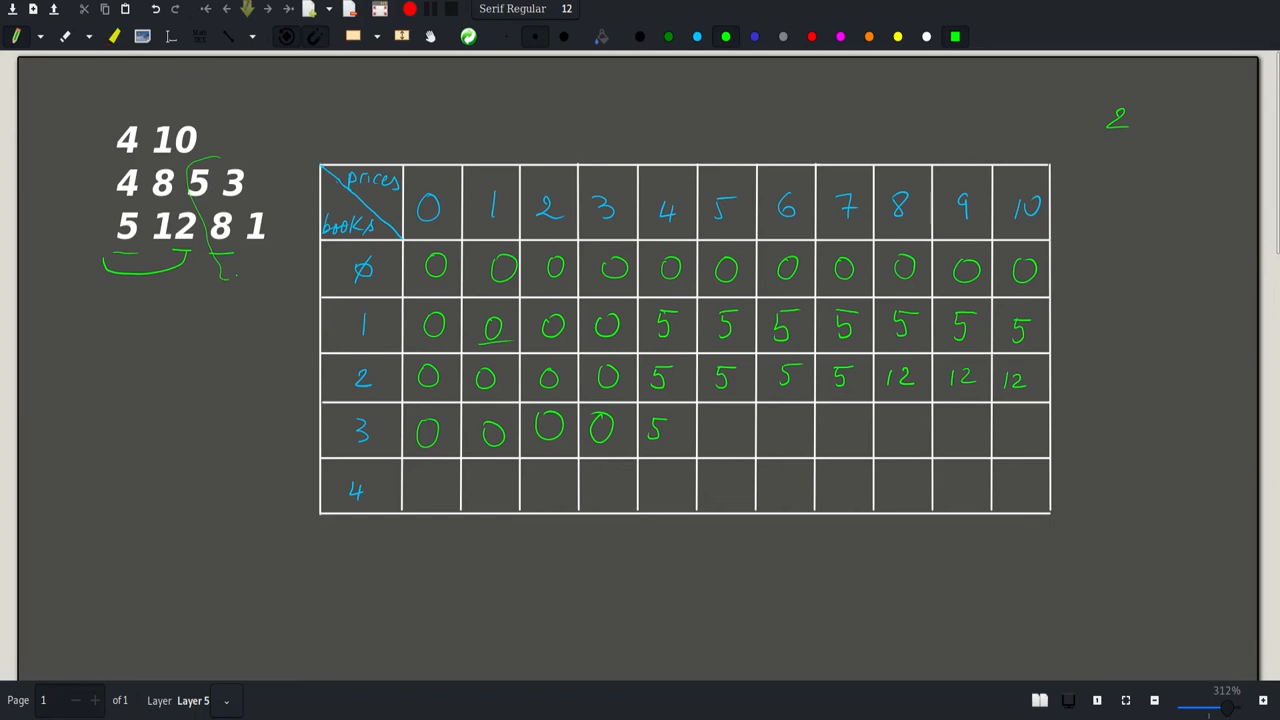 Serif Regular 12
2
4 10
4 8 5 3
5 12 8 1
prices
books 0 1 2 3 4 5 6 7 8 9 10
φ 0 0 0 0 0 0 0 0 0 0 0
1 0 0 0 0 5 5 5 5 5 5 5
2 0 0 0 0 5 5 5 5 12 12 12
3 0 0 0 0 5
4
Page 1 of 1 Layer Layer 5 312%